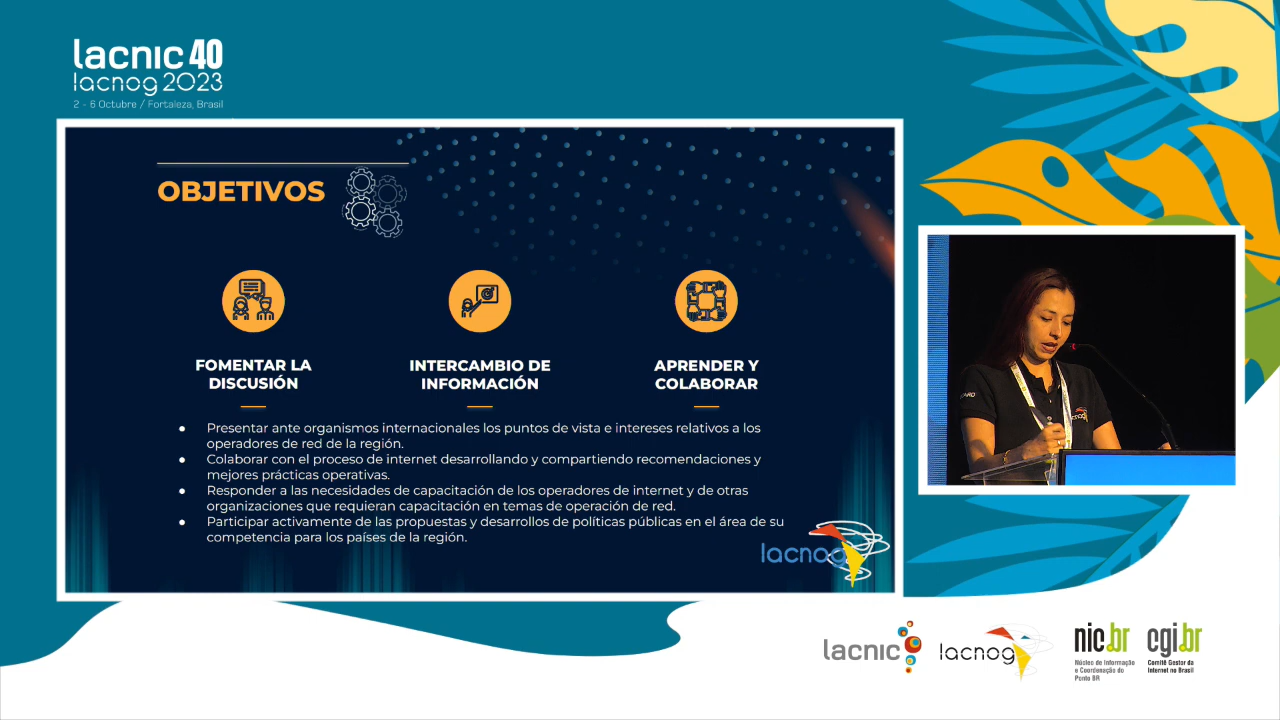 lacnic 40
lacnog 2023
2 - 6 Octubre / Fortaleza, Brasil
OBJETIVOS
FOMENTAR LA
DISCUSIÓN
INTERCAMBIO DE
INFORMACIÓN
APRENDER Y
COLABORAR
● Presentar ante organismos internacionales los puntos de vista e intereses relativos a los
operadores de red de la región.
● Colaborar con el proceso de internet desarrollando y compartiendo recomendaciones y
mejores prácticas operativas.
● Responder a las necesidades de capacitación de los operadores de internet y de otras
organizaciones que requieran capacitación en temas de operación de red.
● Participar activamente de las propuestas y desarrollos de políticas públicas en el área de su
competencia para los países de la región.
lacnog
lacnic
lacnog
nic.br
Núcleo de Informação
e Coordenação do
Ponto BR
cgi.br
Comitê Gestor da
Internet no Brasil